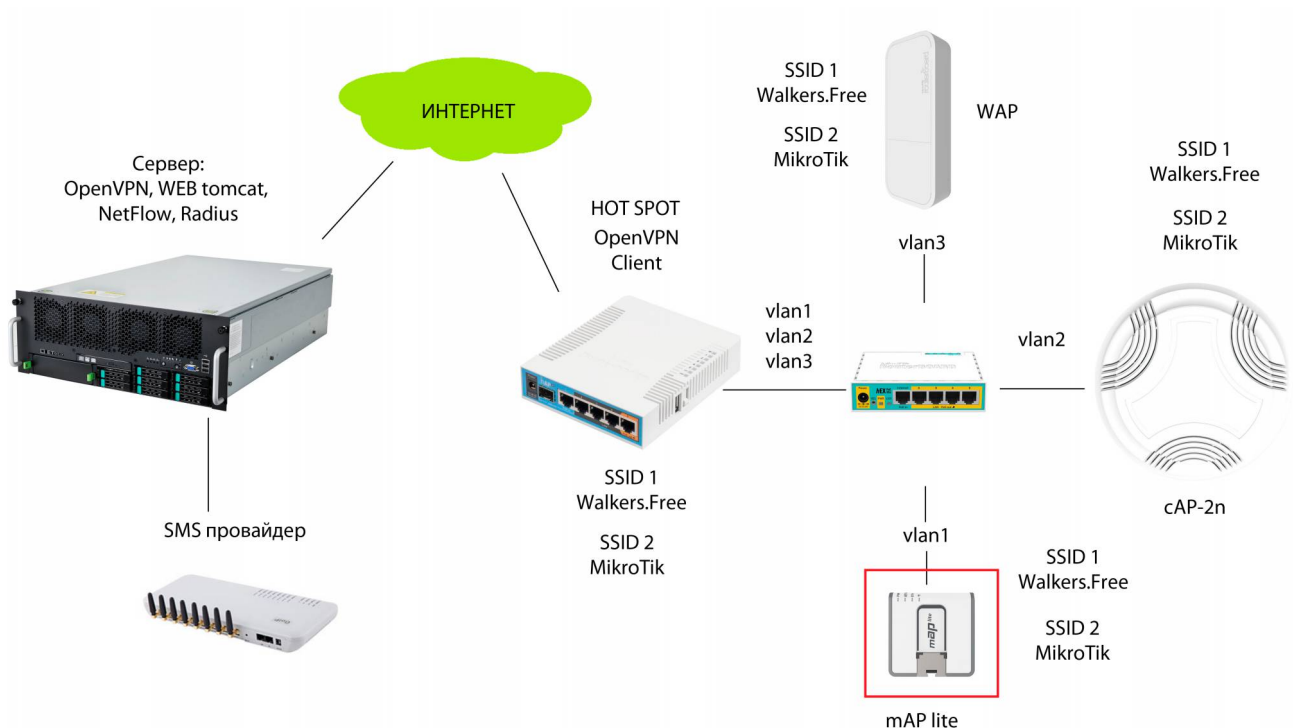 ИНТЕРНЕТ
Сервер:
OpenVPN, WEB tomcat,
NetFlow, Radius
SMS провайдер
HOT SPOT
OpenVPN
Client
SSID 1
Walkers.Free
SSID 2
MikroTik
vlan1
vlan2
vlan3
SSID 1
Walkers.Free
SSID 2
MikroTik
WAP
vlan3
vlan2
SSID 1
Walkers.Free
SSID 2
MikroTik
cAP-2n
vlan1
SSID 1
Walkers.Free
SSID 2
MikroTik
mAP lite
mAP lite